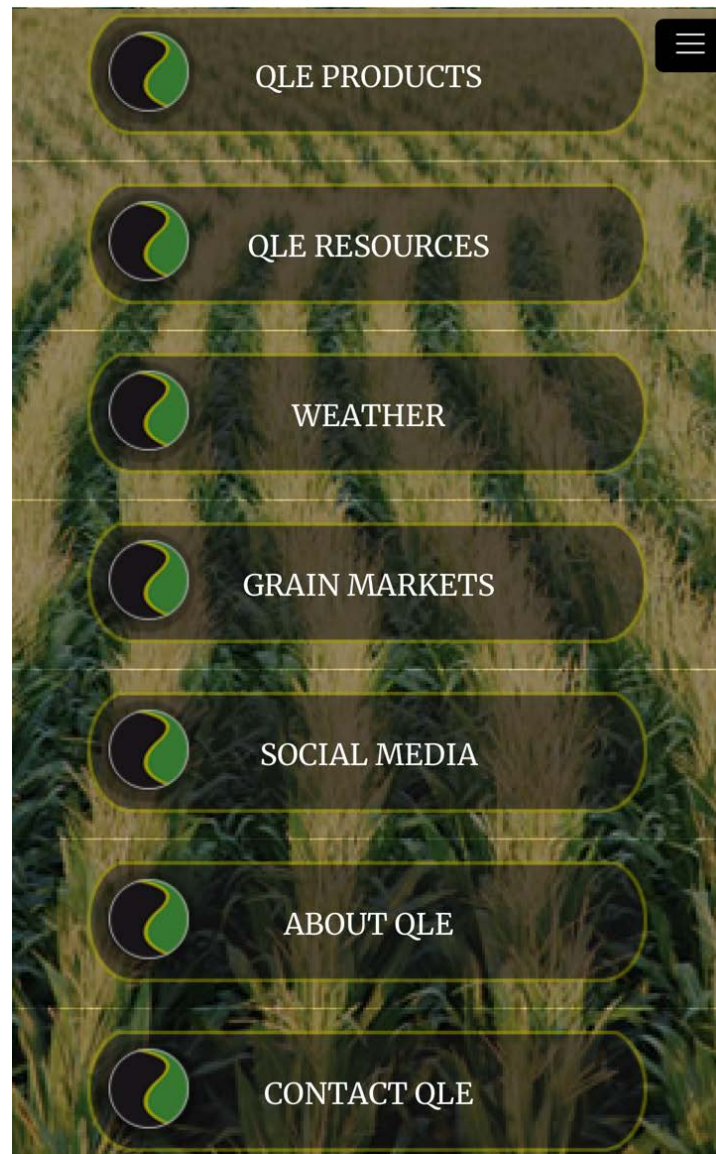 QLE PRODUCTS
QLE RESOURCES
WEATHER
GRAIN MARKETS
SOCIAL MEDIA
ABOUT QLE
CONTACT QLE